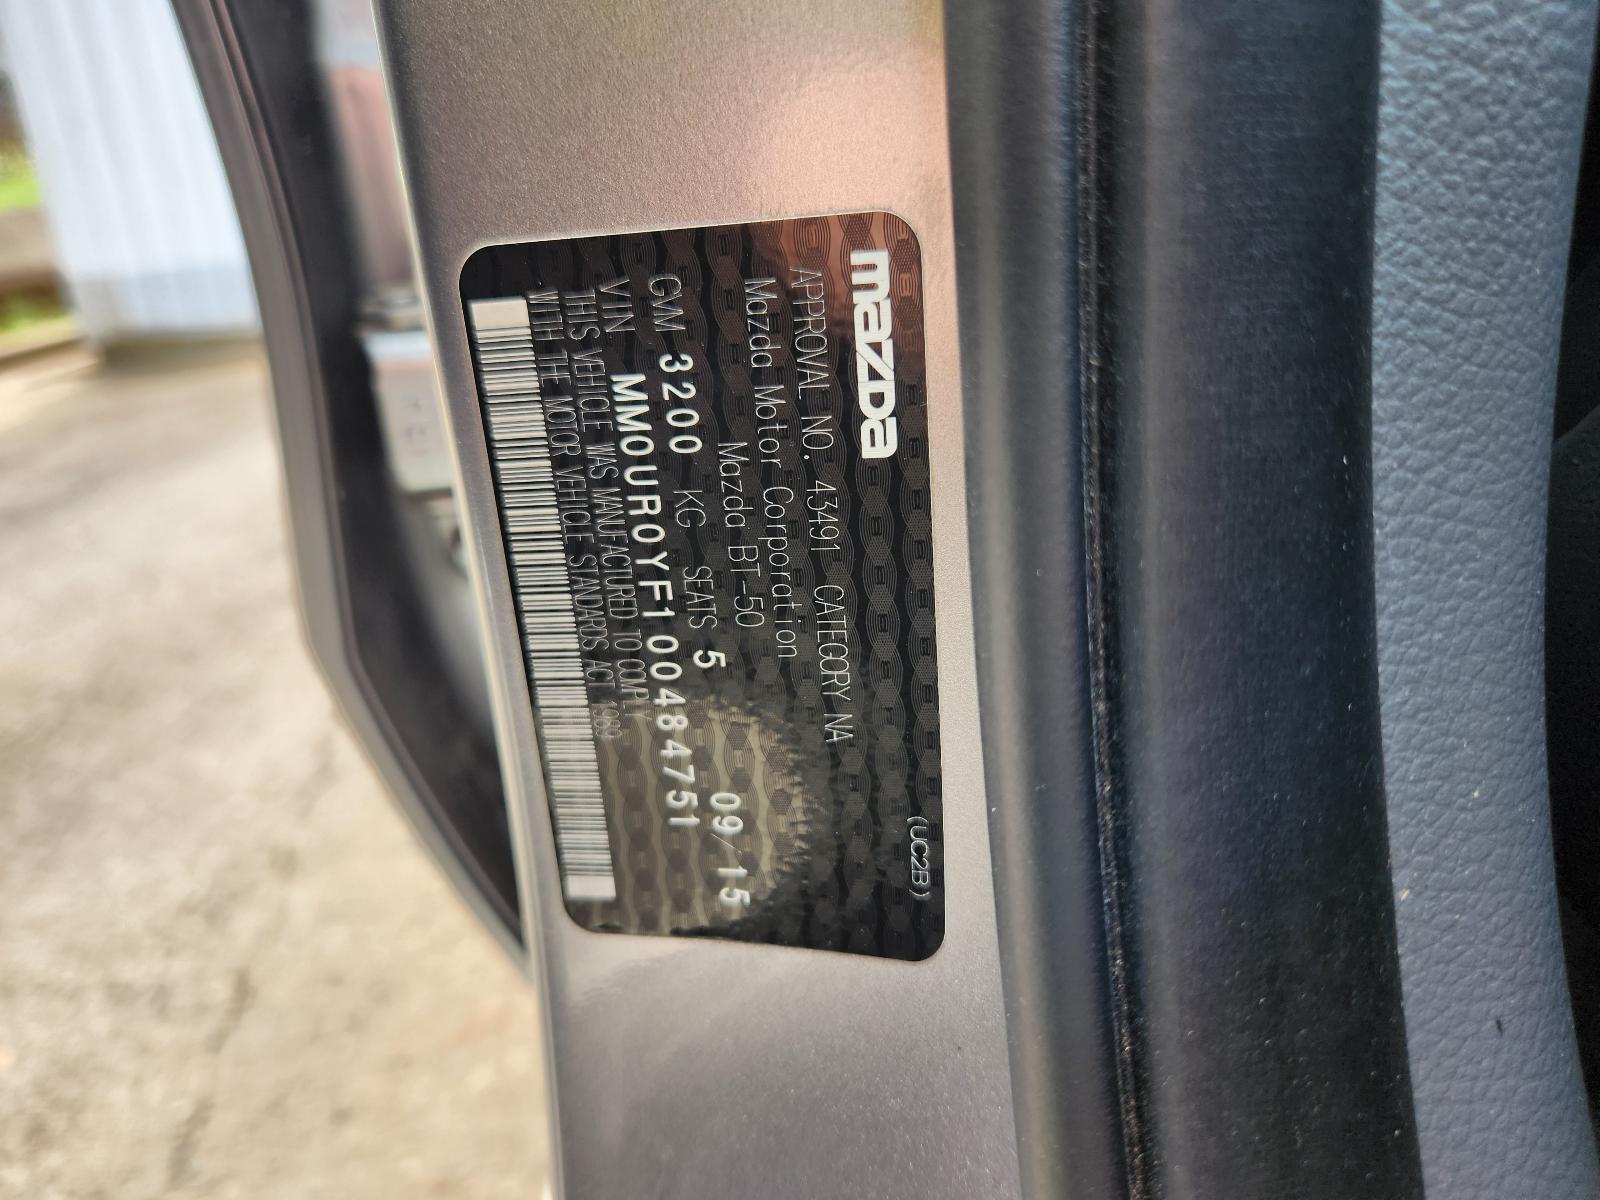 mazda (UC2B)
APPROVAL NO. 43491 CATEGORY NA
Mazda Motor Corporation
Mazda BT-50
GVM 3200 KG SEATS 5 09/15
VIN MM0UR0YF100484751
THIS VEHICLE WAS MANUFACTURED TO COMPLY
WITH THE MOTOR VEHICLE STANDARDS ACT 1989